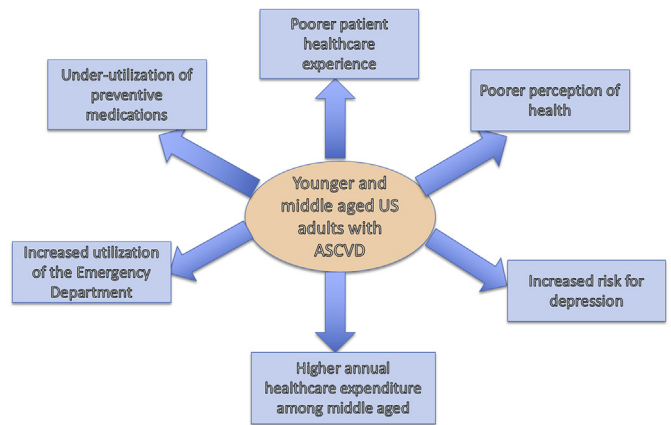 Poorer patient
healthcare
experience
Under-utilization of
preventive
medications
Poorer perception of
health
Younger and
middle aged US
adults with
ASCVD
Increased utilization
of the Emergency
Department
Increased risk for
depression
Higher annual
healthcare expenditure
among middle aged